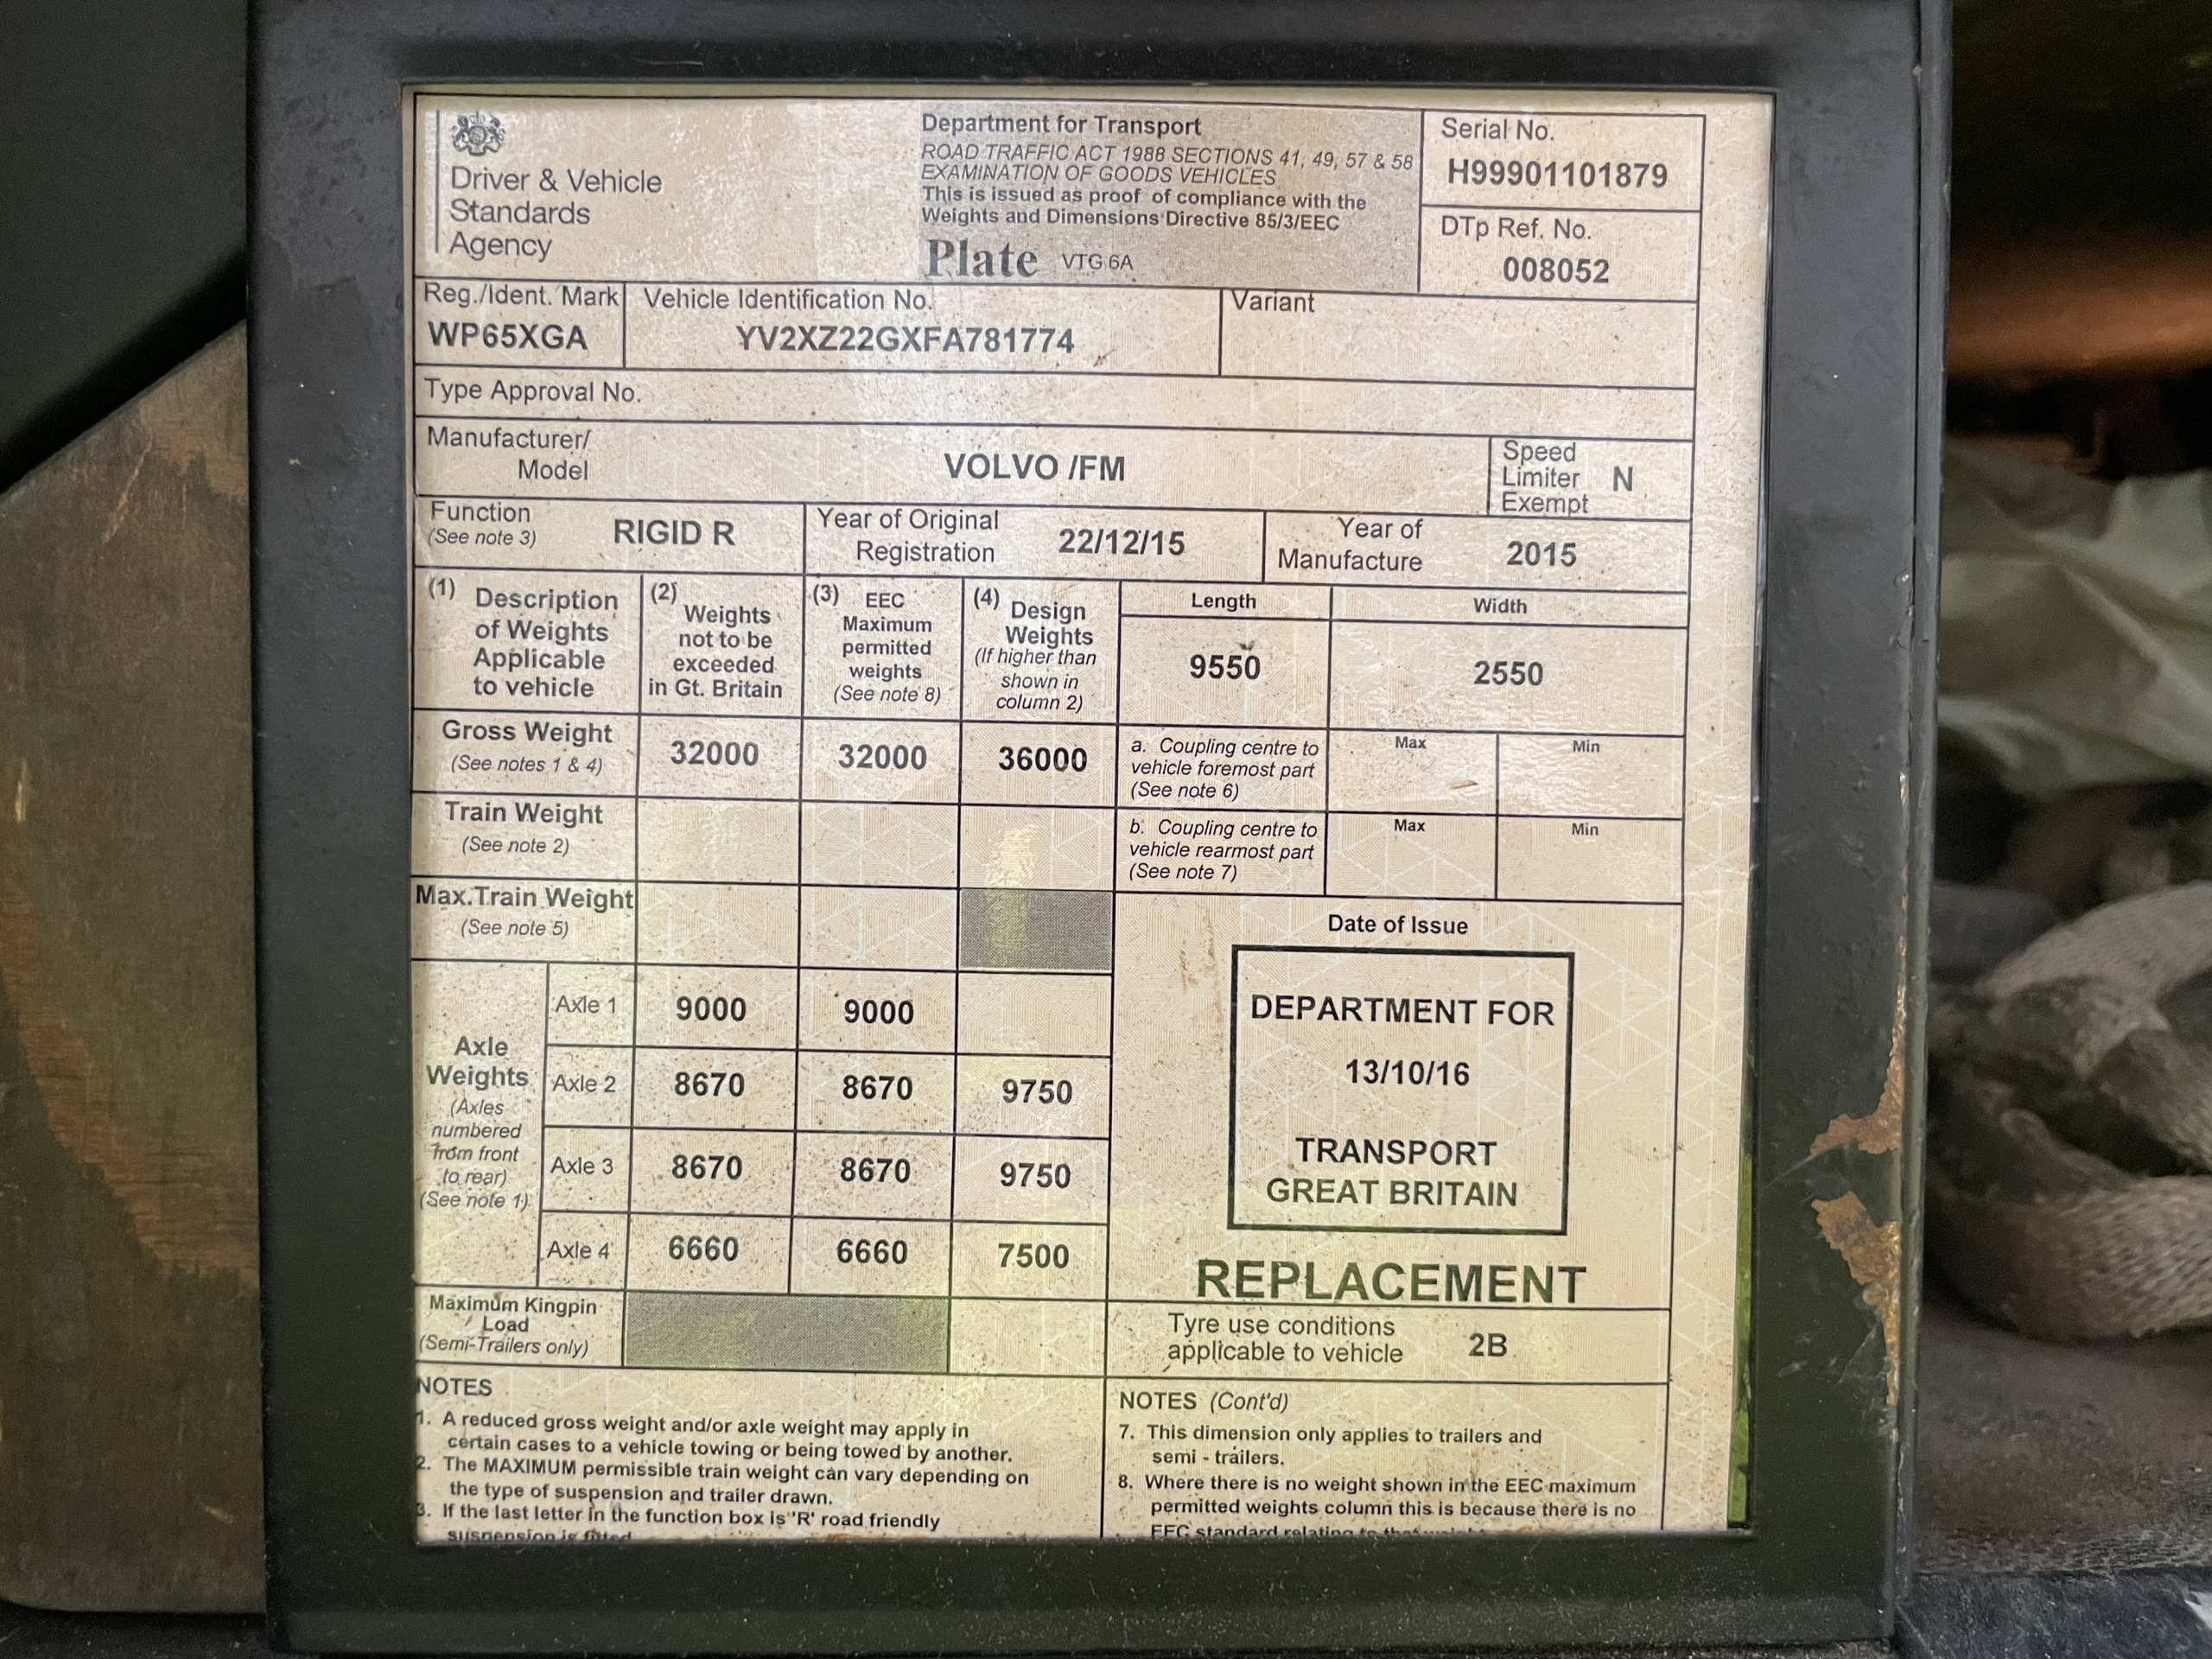 Driver & Vehicle
Standards
Agency
Department for Transport
ROAD TRAFFIC ACT 1988 SECTIONS 41, 49, 57 & 58
EXAMINATION OF GOODS VEHICLES
This is issued as proof of compliance with the
Weights and Dimensions Directive 85/3/EEC
Plate VTG 6A
Serial No.
H99901101879
DTp Ref. No.
008052
Reg./Ident. Mark
WP65XGA
Vehicle Identification No.
YV2XZ22GXFA781774
Variant
Type Approval No.
Manufacturer/
Model
VOLVO /FM
Speed
Limiter N
Exempt
Function
(See note 3)
RIGID R
Year of Original
Registration
22/12/15
Year of
Manufacture
2015
(1) Description
of Weights
Applicable
to vehicle
(2)
Weights
not to be
exceeded
in Gt. Britain
(3) EEC
Maximum
permitted
weights
(See note 8)
(4) Design
Weights
(If higher than
shown in
column 2)
Length
9550
Width
2550
Gross Weight
(See notes 1 & 4)
32000
32000
36000
a. Coupling centre to
vehicle foremost part
(See note 6)
Max
Min
Train Weight
(See note 2)
b. Coupling centre to
vehicle rearmost part
(See note 7)
Max
Min
Max.Train Weight
(See note 5)
Axle
Weights
(Axles
numbered
from front
to rear)
(See note 1)
Axle 1
9000
9000
Axle 2
8670
8670
9750
Axle 3
8670
8670
9750
Axle 4
6660
6660
7500
Date of Issue
DEPARTMENT FOR
13/10/16
TRANSPORT
GREAT BRITAIN
REPLACEMENT
Maximum Kingpin
Load
(Semi-Trailers only)
Tyre use conditions
applicable to vehicle
2B
NOTES
1. A reduced gross weight and/or axle weight may apply in
certain cases to a vehicle towing or being towed by another.
2. The MAXIMUM permissible train weight can vary depending on
the type of suspension and trailer drawn.
3. If the last letter in the function box is 'R' road friendly
suspension is fitted
NOTES (Cont'd)
7. This dimension only applies to trailers and
semi - trailers.
8. Where there is no weight shown in the EEC maximum
permitted weights column this is because there is no
EEC standard relating to that weight